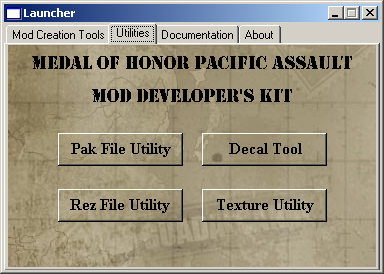 Launcher
Mod Creation Tools Utilities Documentation About
MEDAL OF HONOR PACIFIC ASSAULT
MOD DEVELOPER'S KIT
Pak File Utility Decal Tool
Rez File Utility Texture Utility